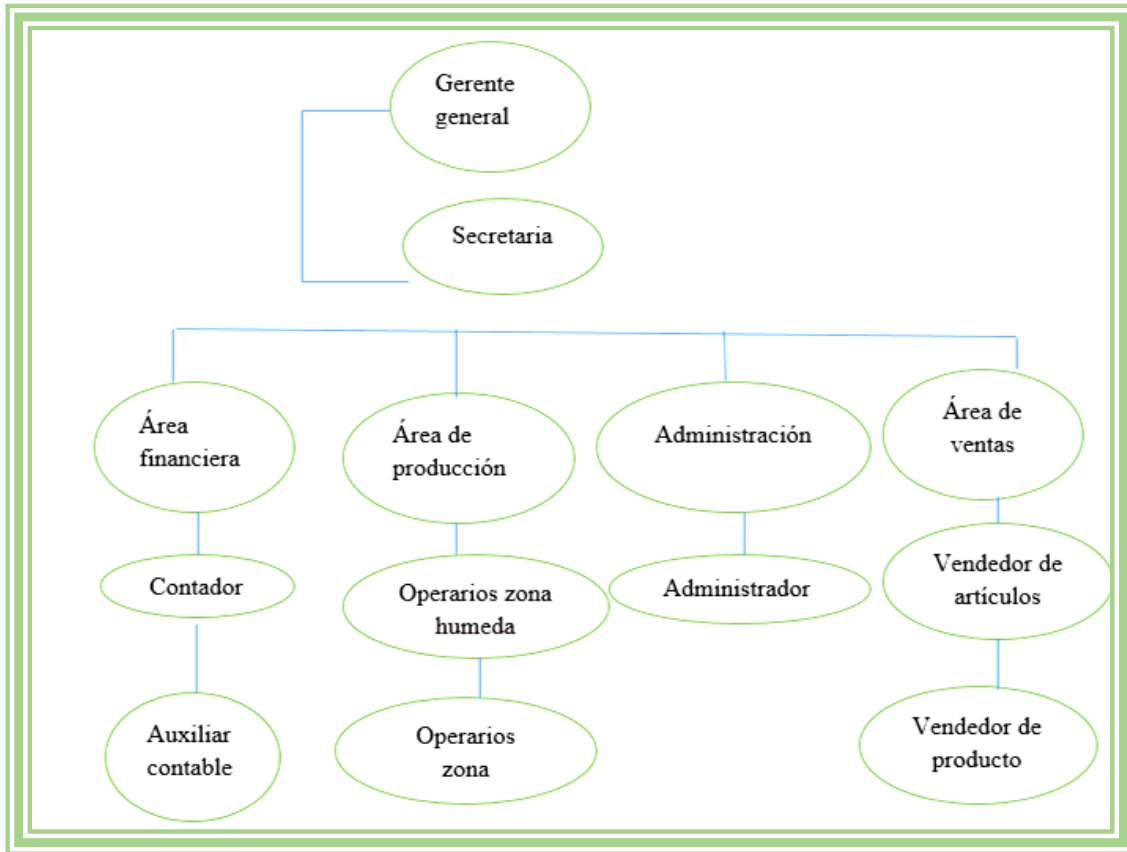 Gerente
general
Secretaria
Área
financiera
Área de
producción
Administración
Área de
ventas
Contador
Operarios zona
humeda
Administrador
Vendedor de
artículos
Auxiliar
contable
Operarios
zona
Vendedor de
producto